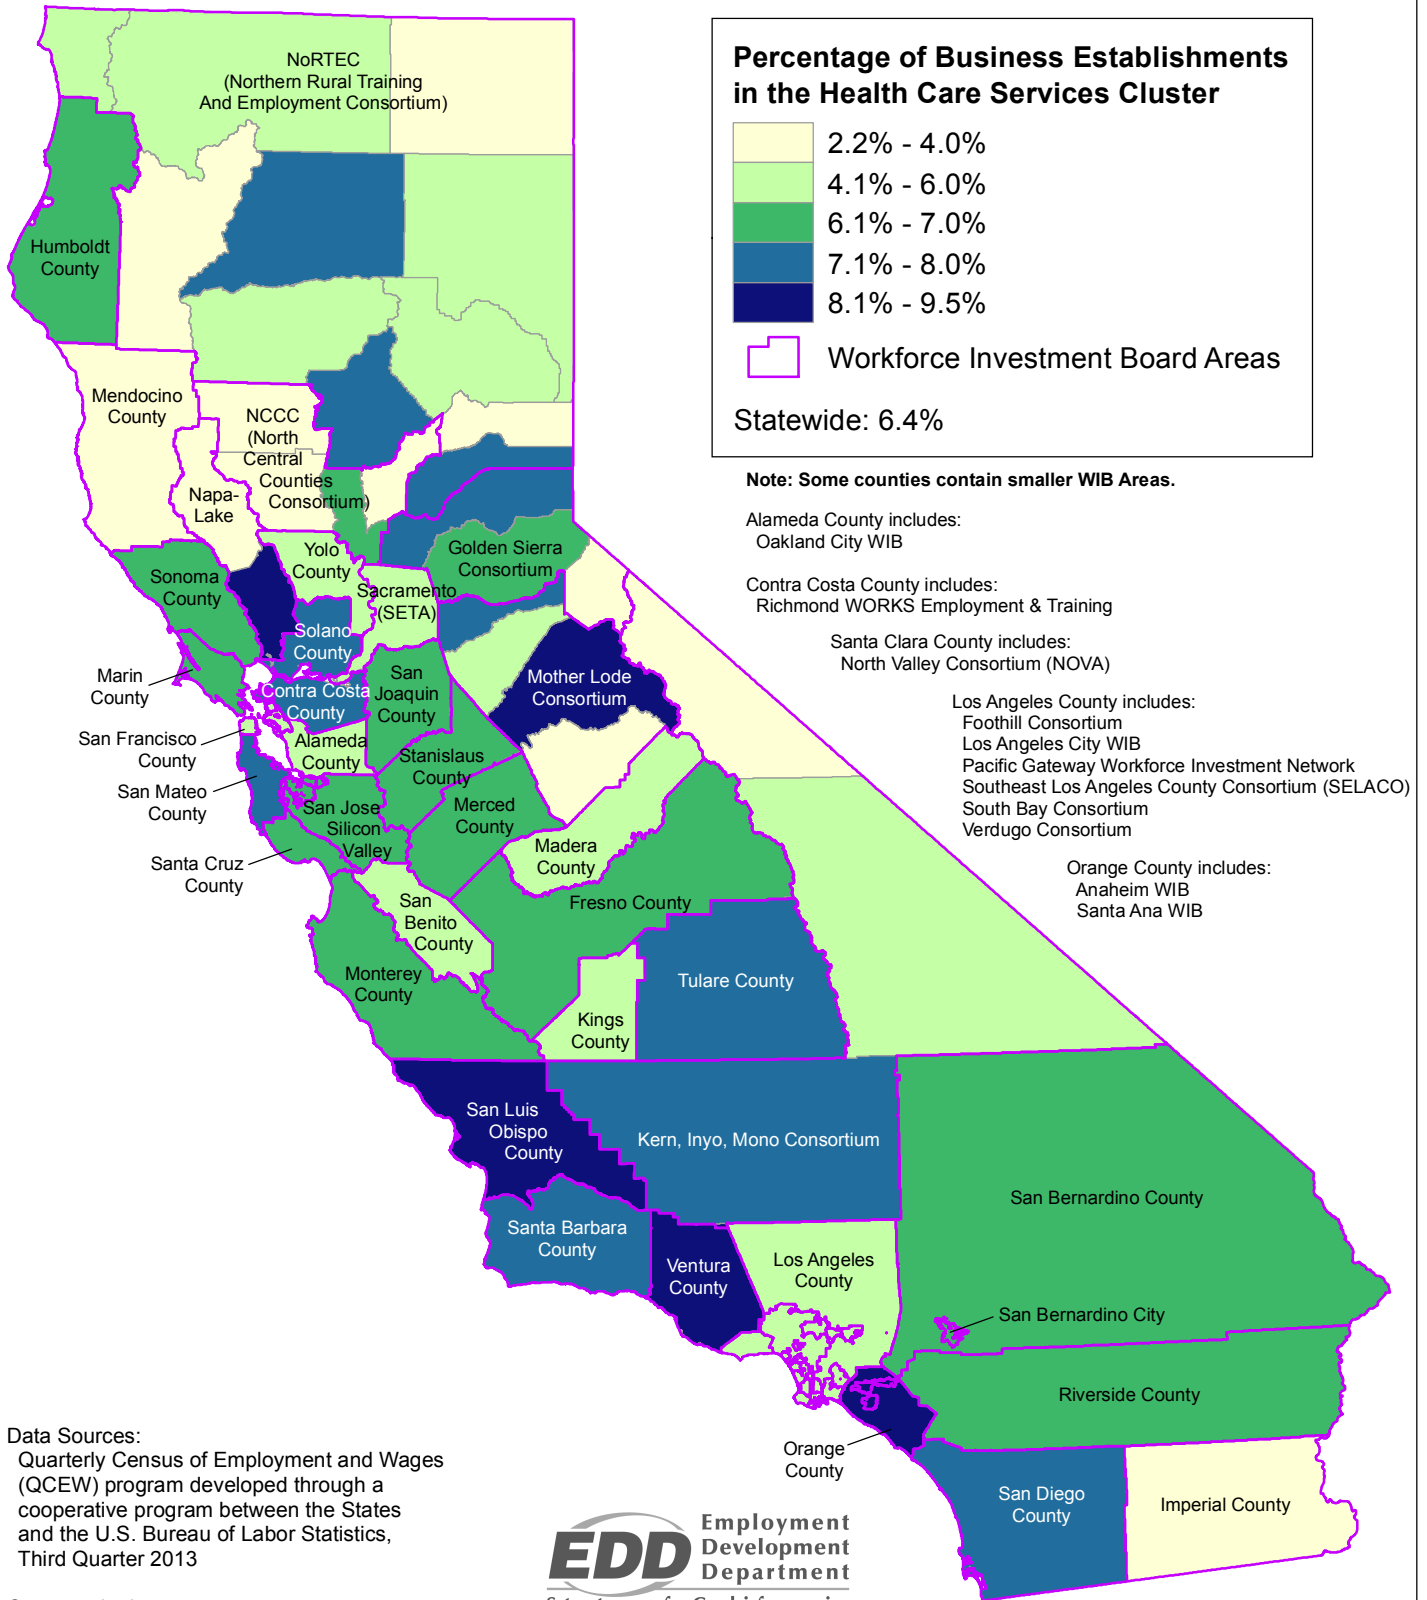 NoRTEC
(Northern Rural Training
And Employment Consortium)
Percentage of Business Establishments
in the Health Care Services Cluster
2.2% - 4.0%
4.1% - 6.0%
6.1% - 7.0%
7.1% - 8.0%
8.1% - 9.5%
Workforce Investment Board Areas
Statewide: 6.4%
Humboldt
County
Mendocino
County
NCCC
(North
Central
Counties
Consortium)
Napa-
Lake
Yolo
County
Golden Sierra
Consortium
Sonoma
County
Sacramento
(SETA)
Solano
County
Marin
County
Contra Costa
County
San
Joaquin
County
Mother Lode
Consortium
San Francisco
County
Alameda
County
Stanislaus
County
San Mateo
County
San Jose
Silicon
Valley
Merced
County
Santa Cruz
County
Madera
County
San
Benito
County
Fresno County
Monterey
County
Tulare County
Kings
County
San Luis
Obispo
County
Kern, Inyo, Mono Consortium
San Bernardino County
Santa Barbara
County
Ventura
County
Los Angeles
County
San Bernardino City
Riverside County
Orange
County
San Diego
County
Imperial County
Note: Some counties contain smaller WIB Areas.
Alameda County includes:
Oakland City WIB
Contra Costa County includes:
Richmond WORKS Employment & Training
Santa Clara County includes:
North Valley Consortium (NOVA)
Los Angeles County includes:
Foothill Consortium
Los Angeles City WIB
Pacific Gateway Workforce Investment Network
Southeast Los Angeles County Consortium (SELACO)
South Bay Consortium
Verdugo Consortium
Orange County includes:
Anaheim WIB
Santa Ana WIB
Data Sources:
Quarterly Census of Employment and Wages
(QCEW) program developed through a
cooperative program between the States
and the U.S. Bureau of Labor Statistics,
Third Quarter 2013
EDD
Employment
Development
Department